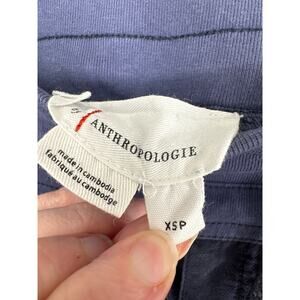 ANTHROPOLOGIE
made in cambodia
fabriqué au cambodge
XSP